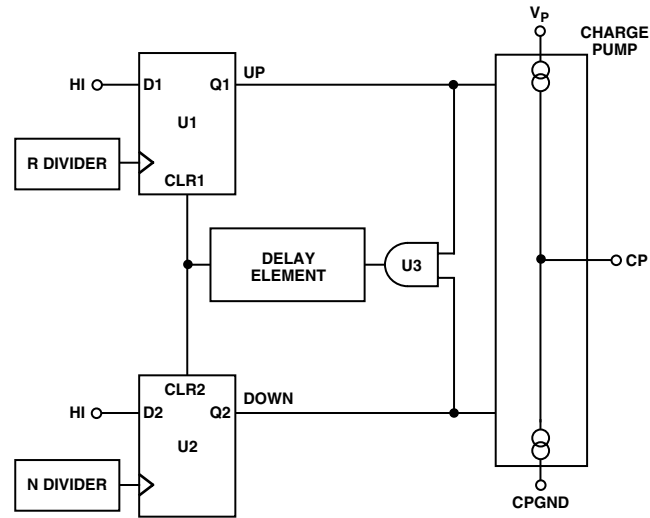 VP
CHARGE
PUMP
UP
HI
D1
Q1
U1
R DIVIDER
CLR1
DELAY
ELEMENT
U3
CP
CLR2
DOWN
HI
D2
Q2
U2
N DIVIDER
CPGND